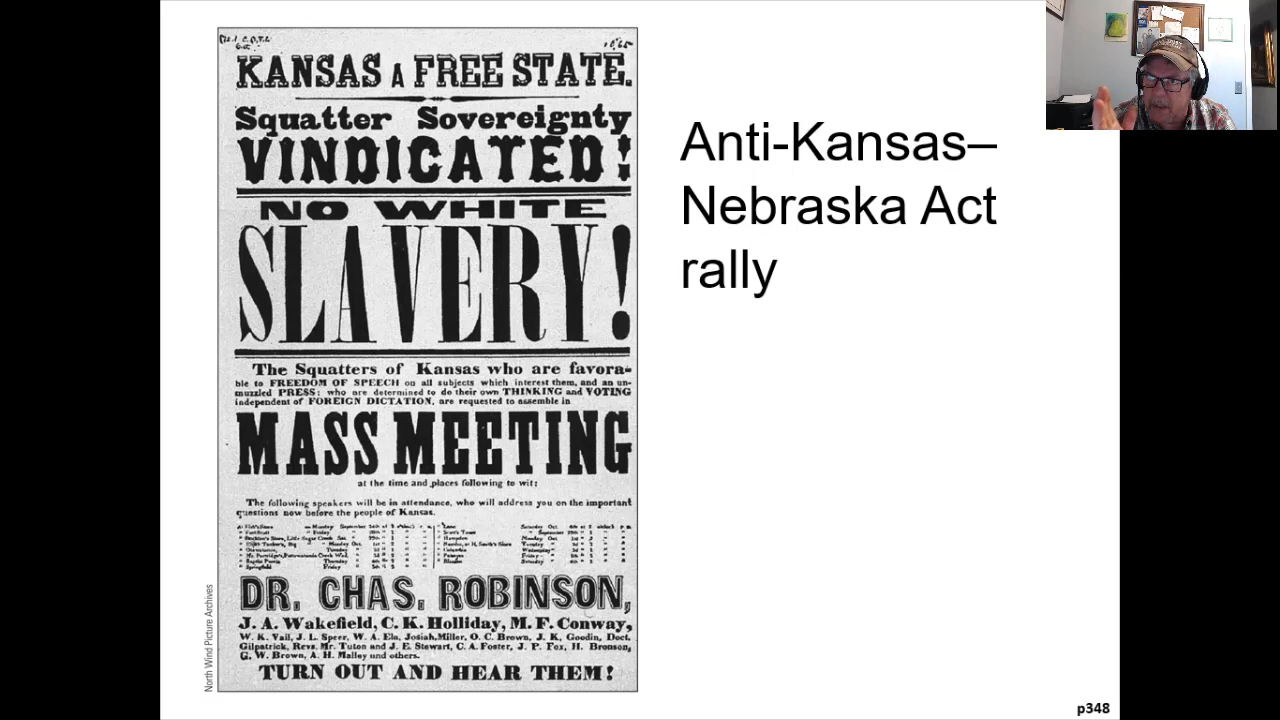 KANSAS A FREE STATE.
Squatter Sovereignty
VINDICATED!
NO WHITE
SLAVERY!
The Squatters of Kansas who are favora-
ble to FREEDOM OF SPEECH on all subjects which interest them, and an un-
muzzled PRESS; who are determined to do their own THINKING and VOTING
independent of FOREIGN DICTATION, are requested to assemble in
MASS MEETING
at the time and places following to wit:
The following speakers will be in attendance, who will address you on the important
questions now before the people of Kansas.
DR. CHAS. ROBINSON,
J. A. Wakefield, C. K. Holliday, M. F. Conway,
W. K. Vail, J. L. Speer, W. A. Ela, Josiah Miller, O. C. Brown, J. K. Goodin, Doct.
Gilpatrick, Revs. Mr. Tuton and J. E. Stewart, C. A. Foster, J. P. Fox, H. Bronson,
G. W. Brown, A. H. Malley and others.
TURN OUT AND HEAR THEM!
North Wind Picture Archives
Anti-Kansas–
Nebraska Act
rally
p348